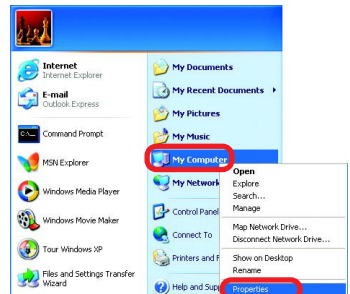 Internet
Internet Explorer
E-mail
Outlook Express
Command Prompt
MSN Explorer
Windows Media Player
Windows Movie Maker
Tour Windows XP
Files and Settings Transfer
Wizard
My Documents
My Recent Documents
My Pictures
My Music
My Computer
My Network
Control Panel
Connect To
Printers and F
Help and Supp
Open
Explore
Search...
Manage
Map Network Drive...
Disconnect Network Drive...
Show on Desktop
Rename
Properties